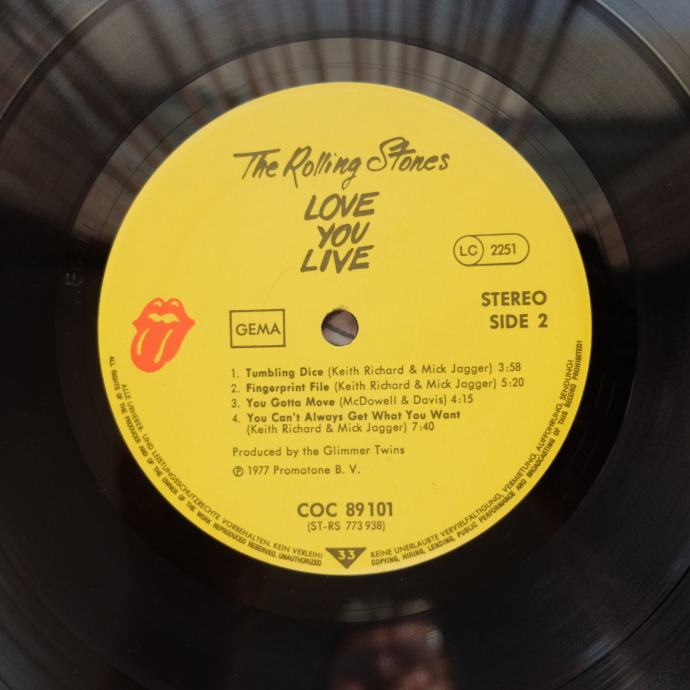 The Rolling Stones
LOVE
YOU
LIVE
LC 2251
STEREO
SIDE 2
GEMA
1. Tumbling Dice (Keith Richard & Mick Jagger) 3:58
2. Fingerprint File (Keith Richard & Mick Jagger) 5:20
3. You Gotta Move (McDowell & Davis) 4:15
4. You Can't Always Get What You Want
(Keith Richard & Mick Jagger) 7:40
Produced by the Glimmer Twins
℗ 1977 Promotone B. V.
COC 89 101
(ST-RS 773 938)
33
ALLE URHEBER- UND LEISTUNGSSCHUTZRECHTE VORBEHALTEN. KEIN VERLEIH! KEINE UNERLAUBTE VERVIELFÄLTIGUNG, VERMIETUNG, AUFFÜHRUNG, SENDUNG!
ALL RIGHTS OF THE PRODUCER AND OF THE OWNER OF THE WORK REPRODUCED RESERVED. UNAUTHORIZED COPYING, HIRING, LENDING, PUBLIC PERFORMANCE AND BROADCASTING OF THIS RECORD PROHIBITED!